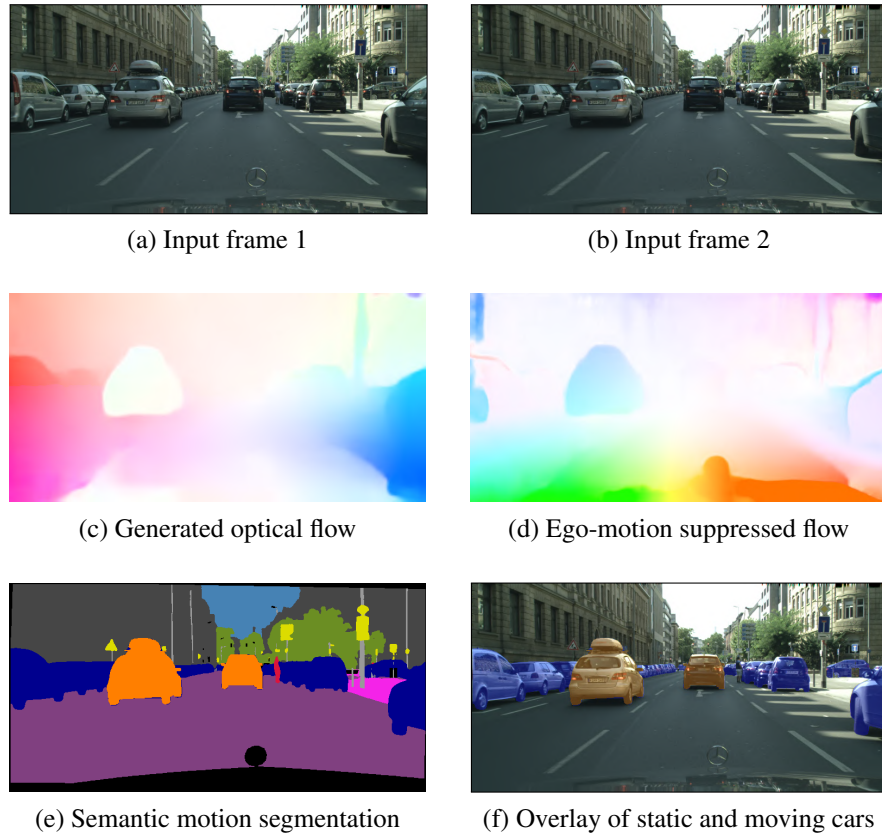 (a) Input frame 1
(b) Input frame 2
(c) Generated optical flow
(d) Ego-motion suppressed flow
(e) Semantic motion segmentation
(f) Overlay of static and moving cars